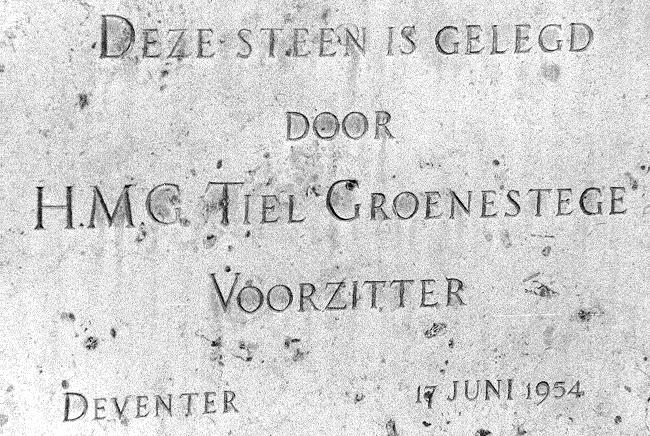 DEZE STEEN IS GELEGD
DOOR
H.M.G. TIEL GROENESTEGE
VOORZITTER
DEVENTER 17 JUNI 1954